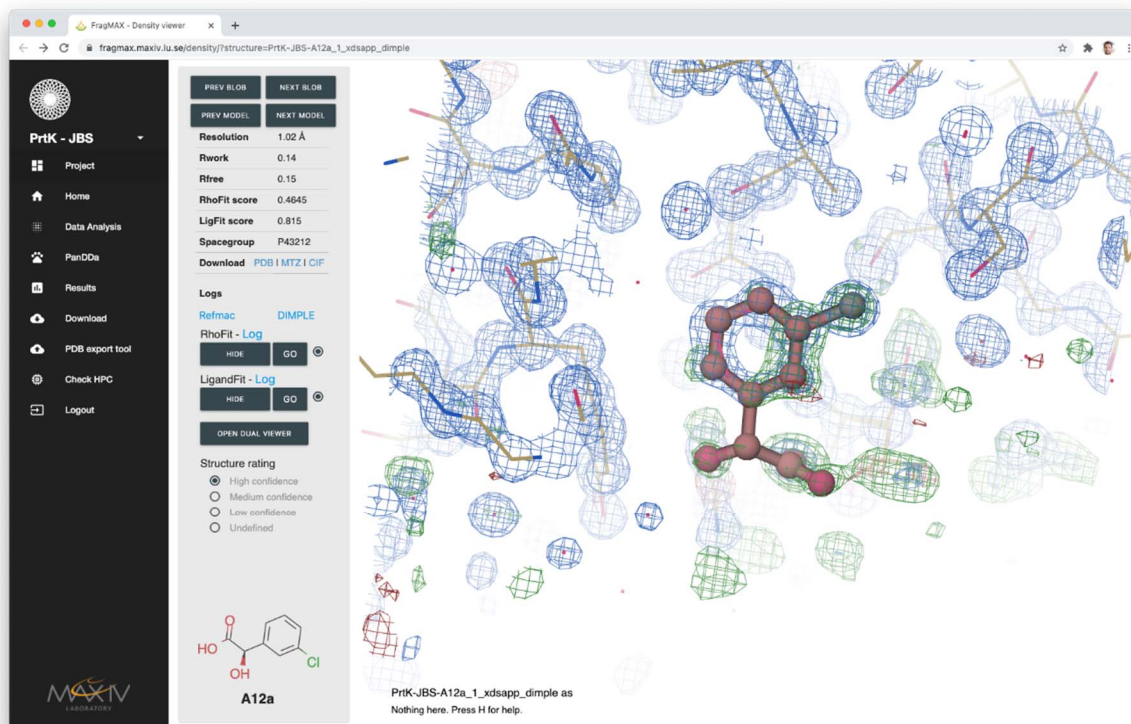 FragMAX - Density viewer
fragmax.maxiv.lu.se/density/?structure=PrtK-JBS-A12a_1_xdsapp_dimple
PrtK - JBS
Project
Home
Data Analysis
PanDDa
Results
Download
PDB export tool
Check HPC
Logout
MAX IV
LABORATORY
PREV BLOB NEXT BLOB
PREV MODEL NEXT MODEL
Resolution 1.02 Å
Rwork 0.14
Rfree 0.15
RhoFit score 0.4645
LigFit score 0.815
Spacegroup P43212
Download PDB | MTZ | CIF
Logs
Refmac DIMPLE
RhoFit - Log
HIDE GO
LigandFit - Log
HIDE GO
OPEN DUAL VIEWER
Structure rating
High confidence
Medium confidence
Low confidence
Undefined
O
HO
OH
Cl
A12a
PrtK-JBS-A12a_1_xdsapp_dimple as
Nothing here. Press H for help.